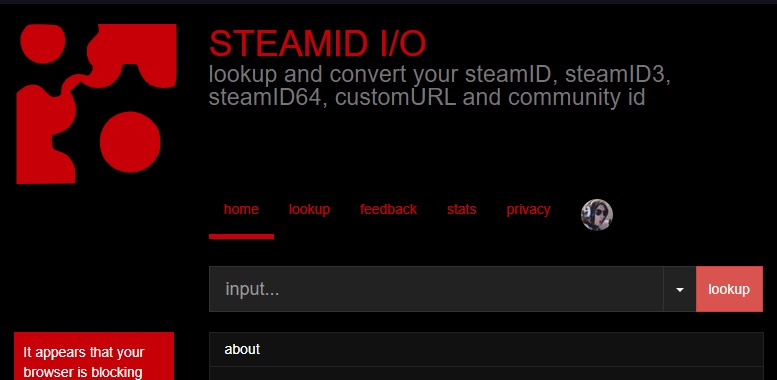 STEAMID I/O
lookup and convert your steamID, steamID3,
steamID64, customURL and community id
home lookup feedback stats privacy
input... lookup
It appears that your
browser is blocking
about